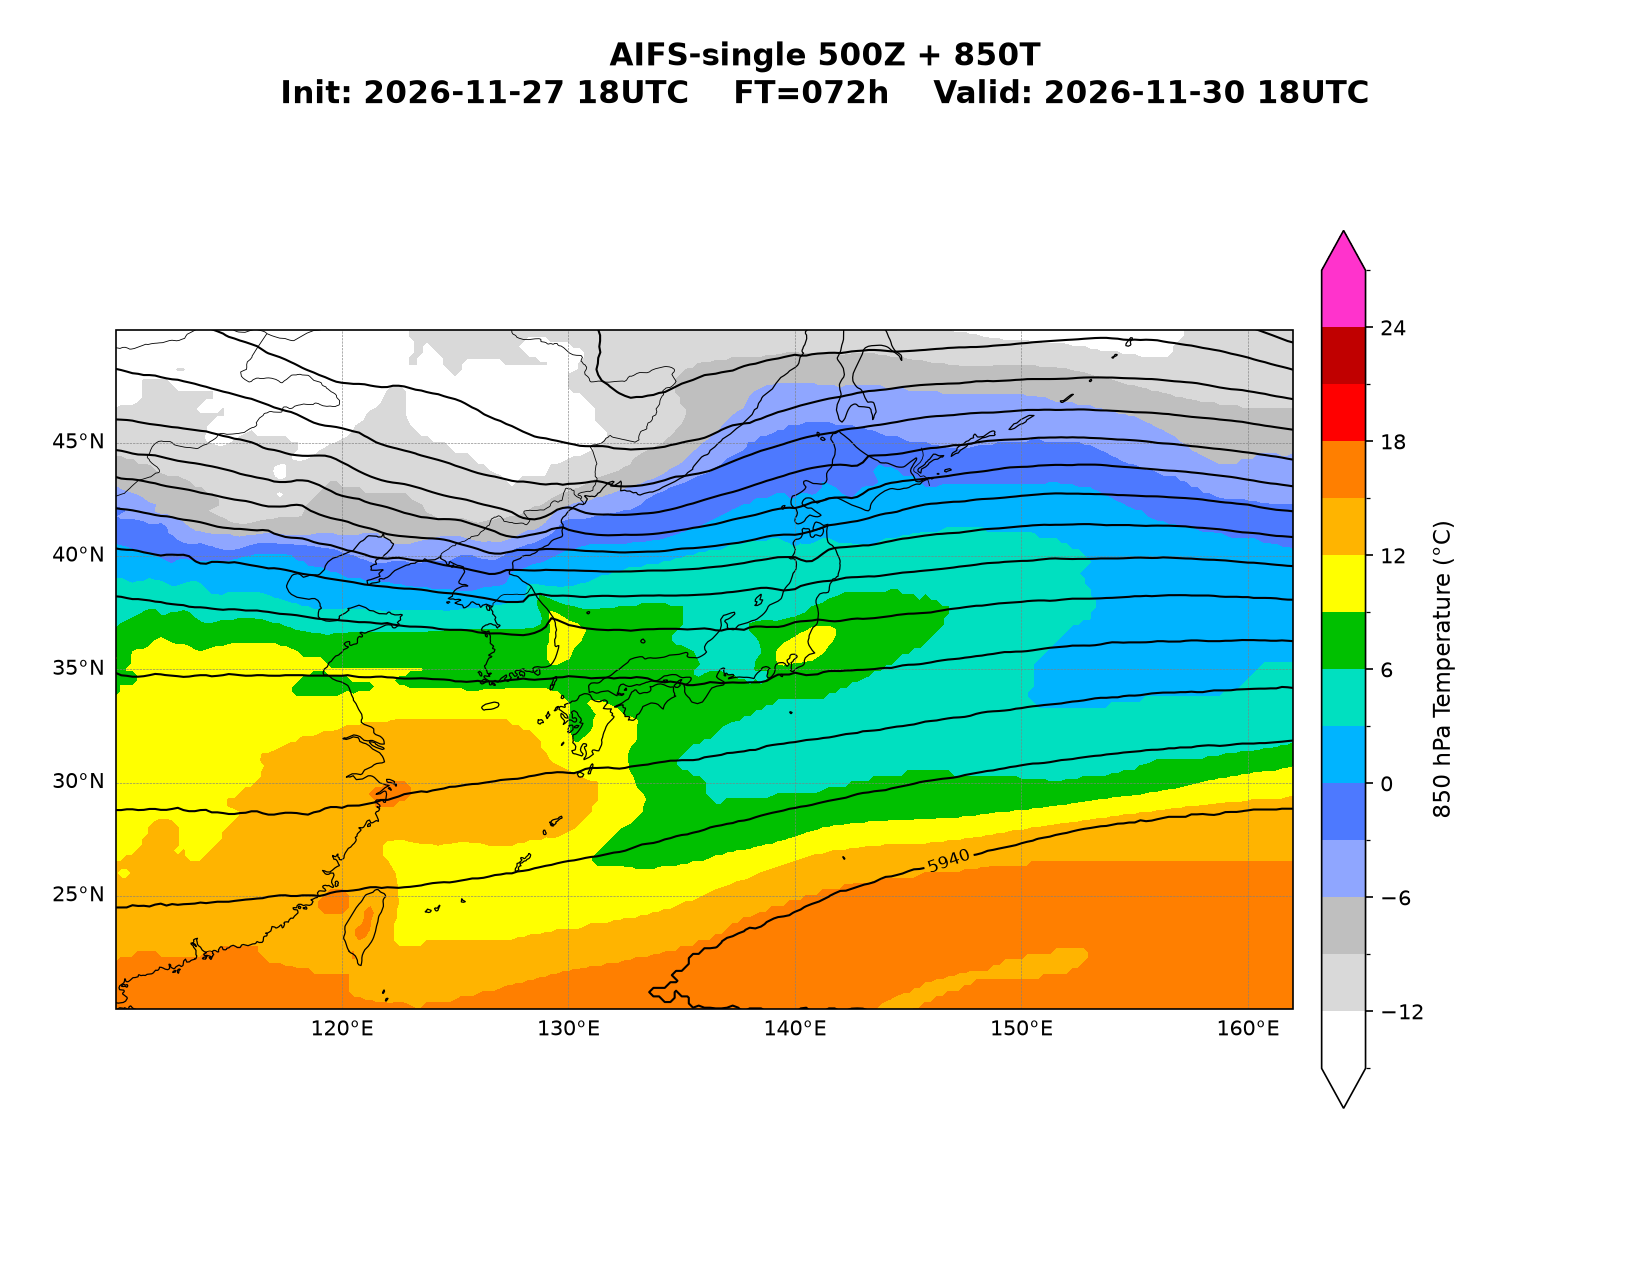 AIFS-single 500Z + 850T
Init: 2026-11-27 18UTC    FT=072h    Valid: 2026-11-30 18UTC
24
18
12
6
0
−6
−12
850 hPa Temperature (°C)
45°N
40°N
35°N
30°N
25°N
5940
120°E
130°E
140°E
150°E
160°E